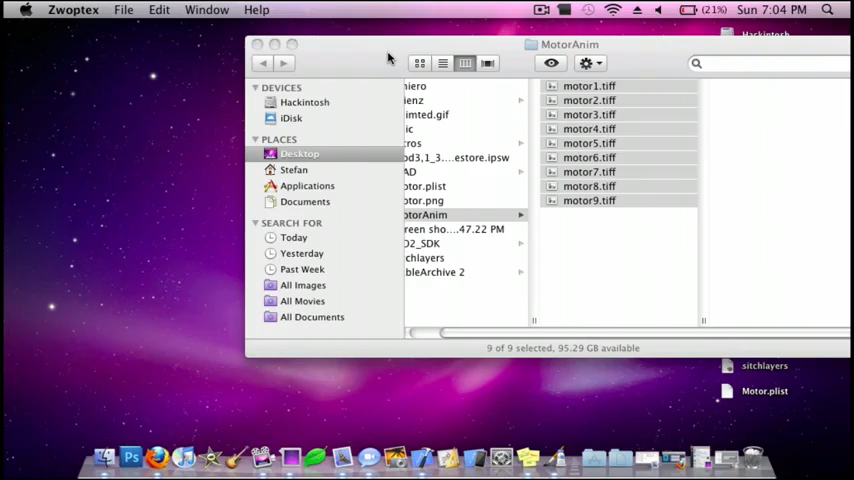 Zwoptex File Edit Window Help (21%) Sun 7:04 PM
Hackintosh
MotorAnim
DEVICES
Hackintosh
iDisk
PLACES
Desktop
Stefan
Applications
Documents
SEARCH FOR
Today
Yesterday
Past Week
All Images
All Movies
All Documents
niero
ienz
imted.gif
ic
ros
od3,1_3....estore.ipsw
AD
otor.plist
otor.png
otorAnim
reen sho....47.22 PM
O2_SDK
tchlayers
ableArchive 2
motor1.tiff
motor2.tiff
motor3.tiff
motor4.tiff
motor5.tiff
motor6.tiff
motor7.tiff
motor8.tiff
motor9.tiff
9 of 9 selected, 95.29 GB available
sitchlayers
Motor.plist